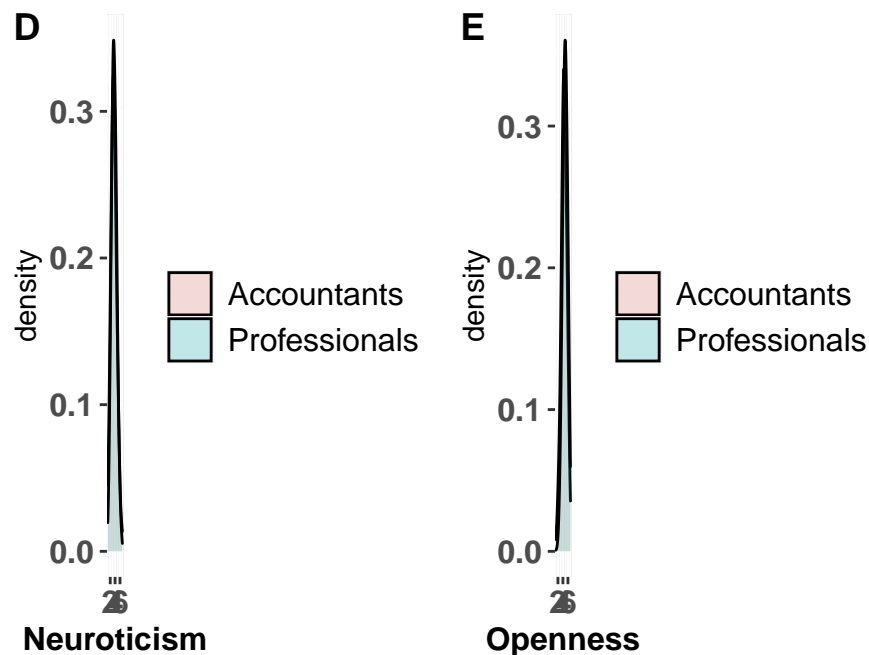 D
0.3
0.2
0.1
0.0
density
Accountants
Professionals
Neuroticism
E
0.3
0.2
0.1
0.0
density
Accountants
Professionals
Openness